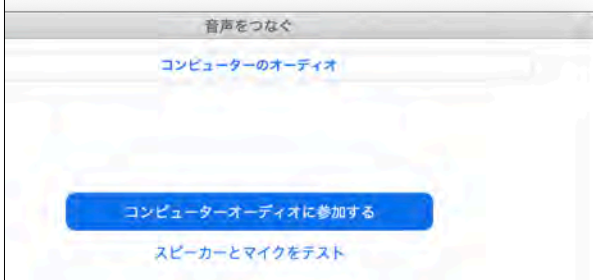 音声をつなぐ
コンピューターのオーディオ
コンピューターオーディオに参加する
スピーカーとマイクをテスト